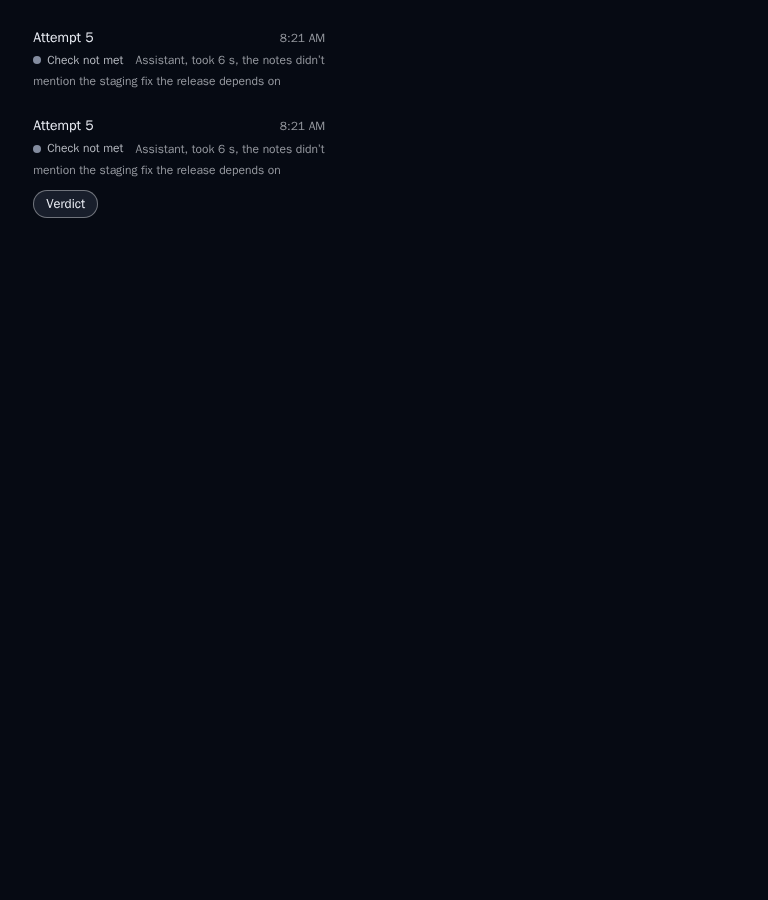 Attempt 5 8:21 AM
Check not met Assistant, took 6 s, the notes didn't
mention the staging fix the release depends on
Attempt 5 8:21 AM
Check not met Assistant, took 6 s, the notes didn't
mention the staging fix the release depends on
Verdict